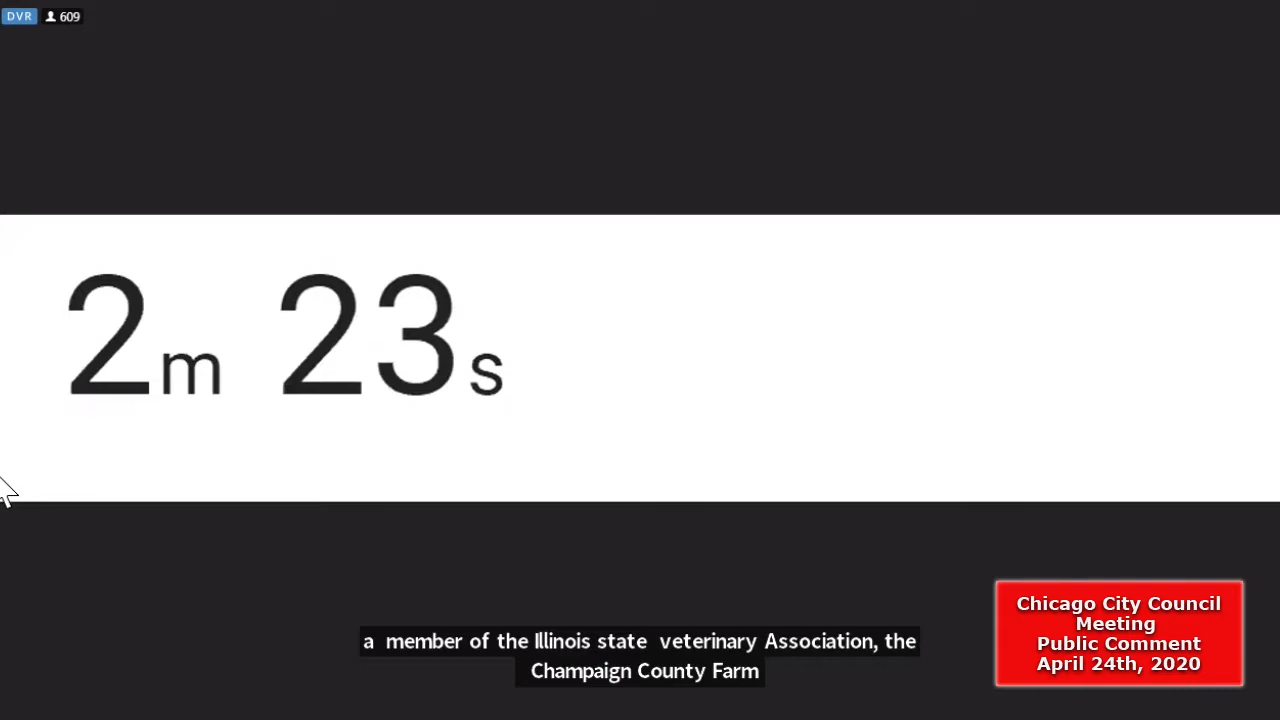 DVR 609
2m 23s
a member of the Illinois state veterinary Association, the
Champaign County Farm
Chicago City Council
Meeting
Public Comment
April 24th, 2020